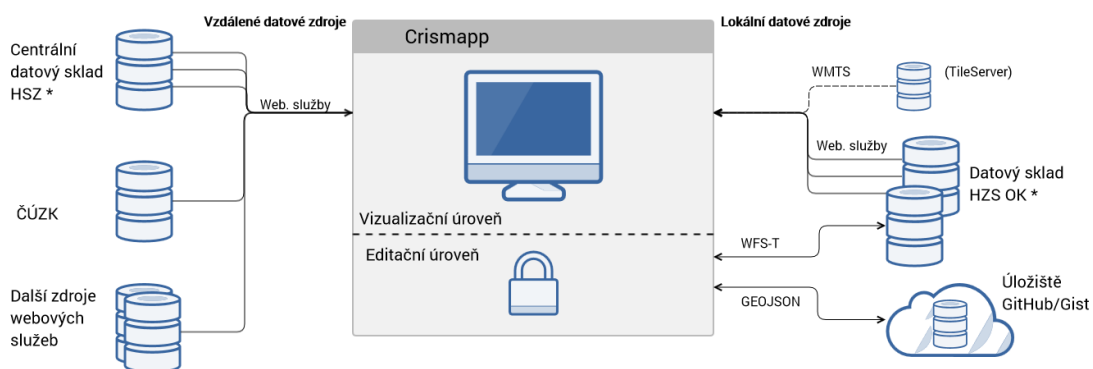 Vzdálené datové zdroje
Centrální
datový sklad
HSZ *
ČÚZK
Další zdroje
webových
služeb
Web. služby
Crismapp
Vizualizační úroveň
Editační úroveň
Lokální datové zdroje
WMTS
(TileServer)
Web. služby
Datový sklad
HZS OK *
WFS-T
GEOJSON
Úložiště
GitHub/Gist